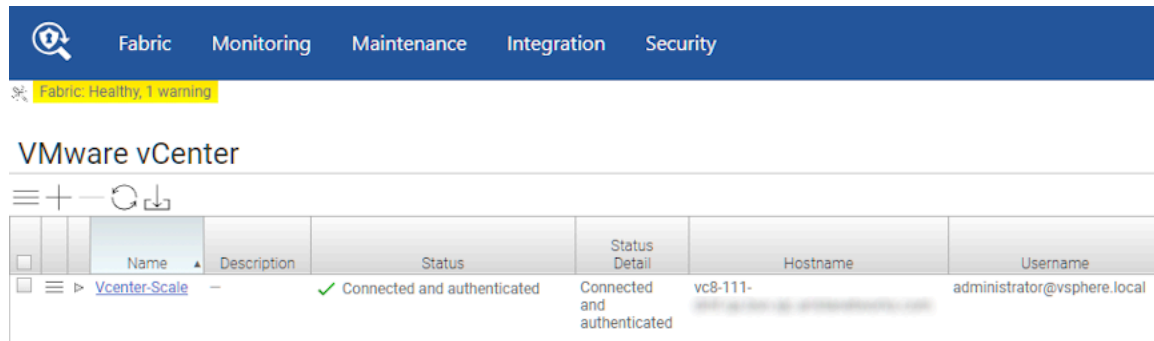 Fabric Monitoring Maintenance Integration Security
Fabric: Healthy, 1 warning
VMware vCenter
Name Description Status Status Detail Hostname Username
Vcenter-Scale — Connected and authenticated Connected and authenticated vc8-111- administrator@vsphere.local